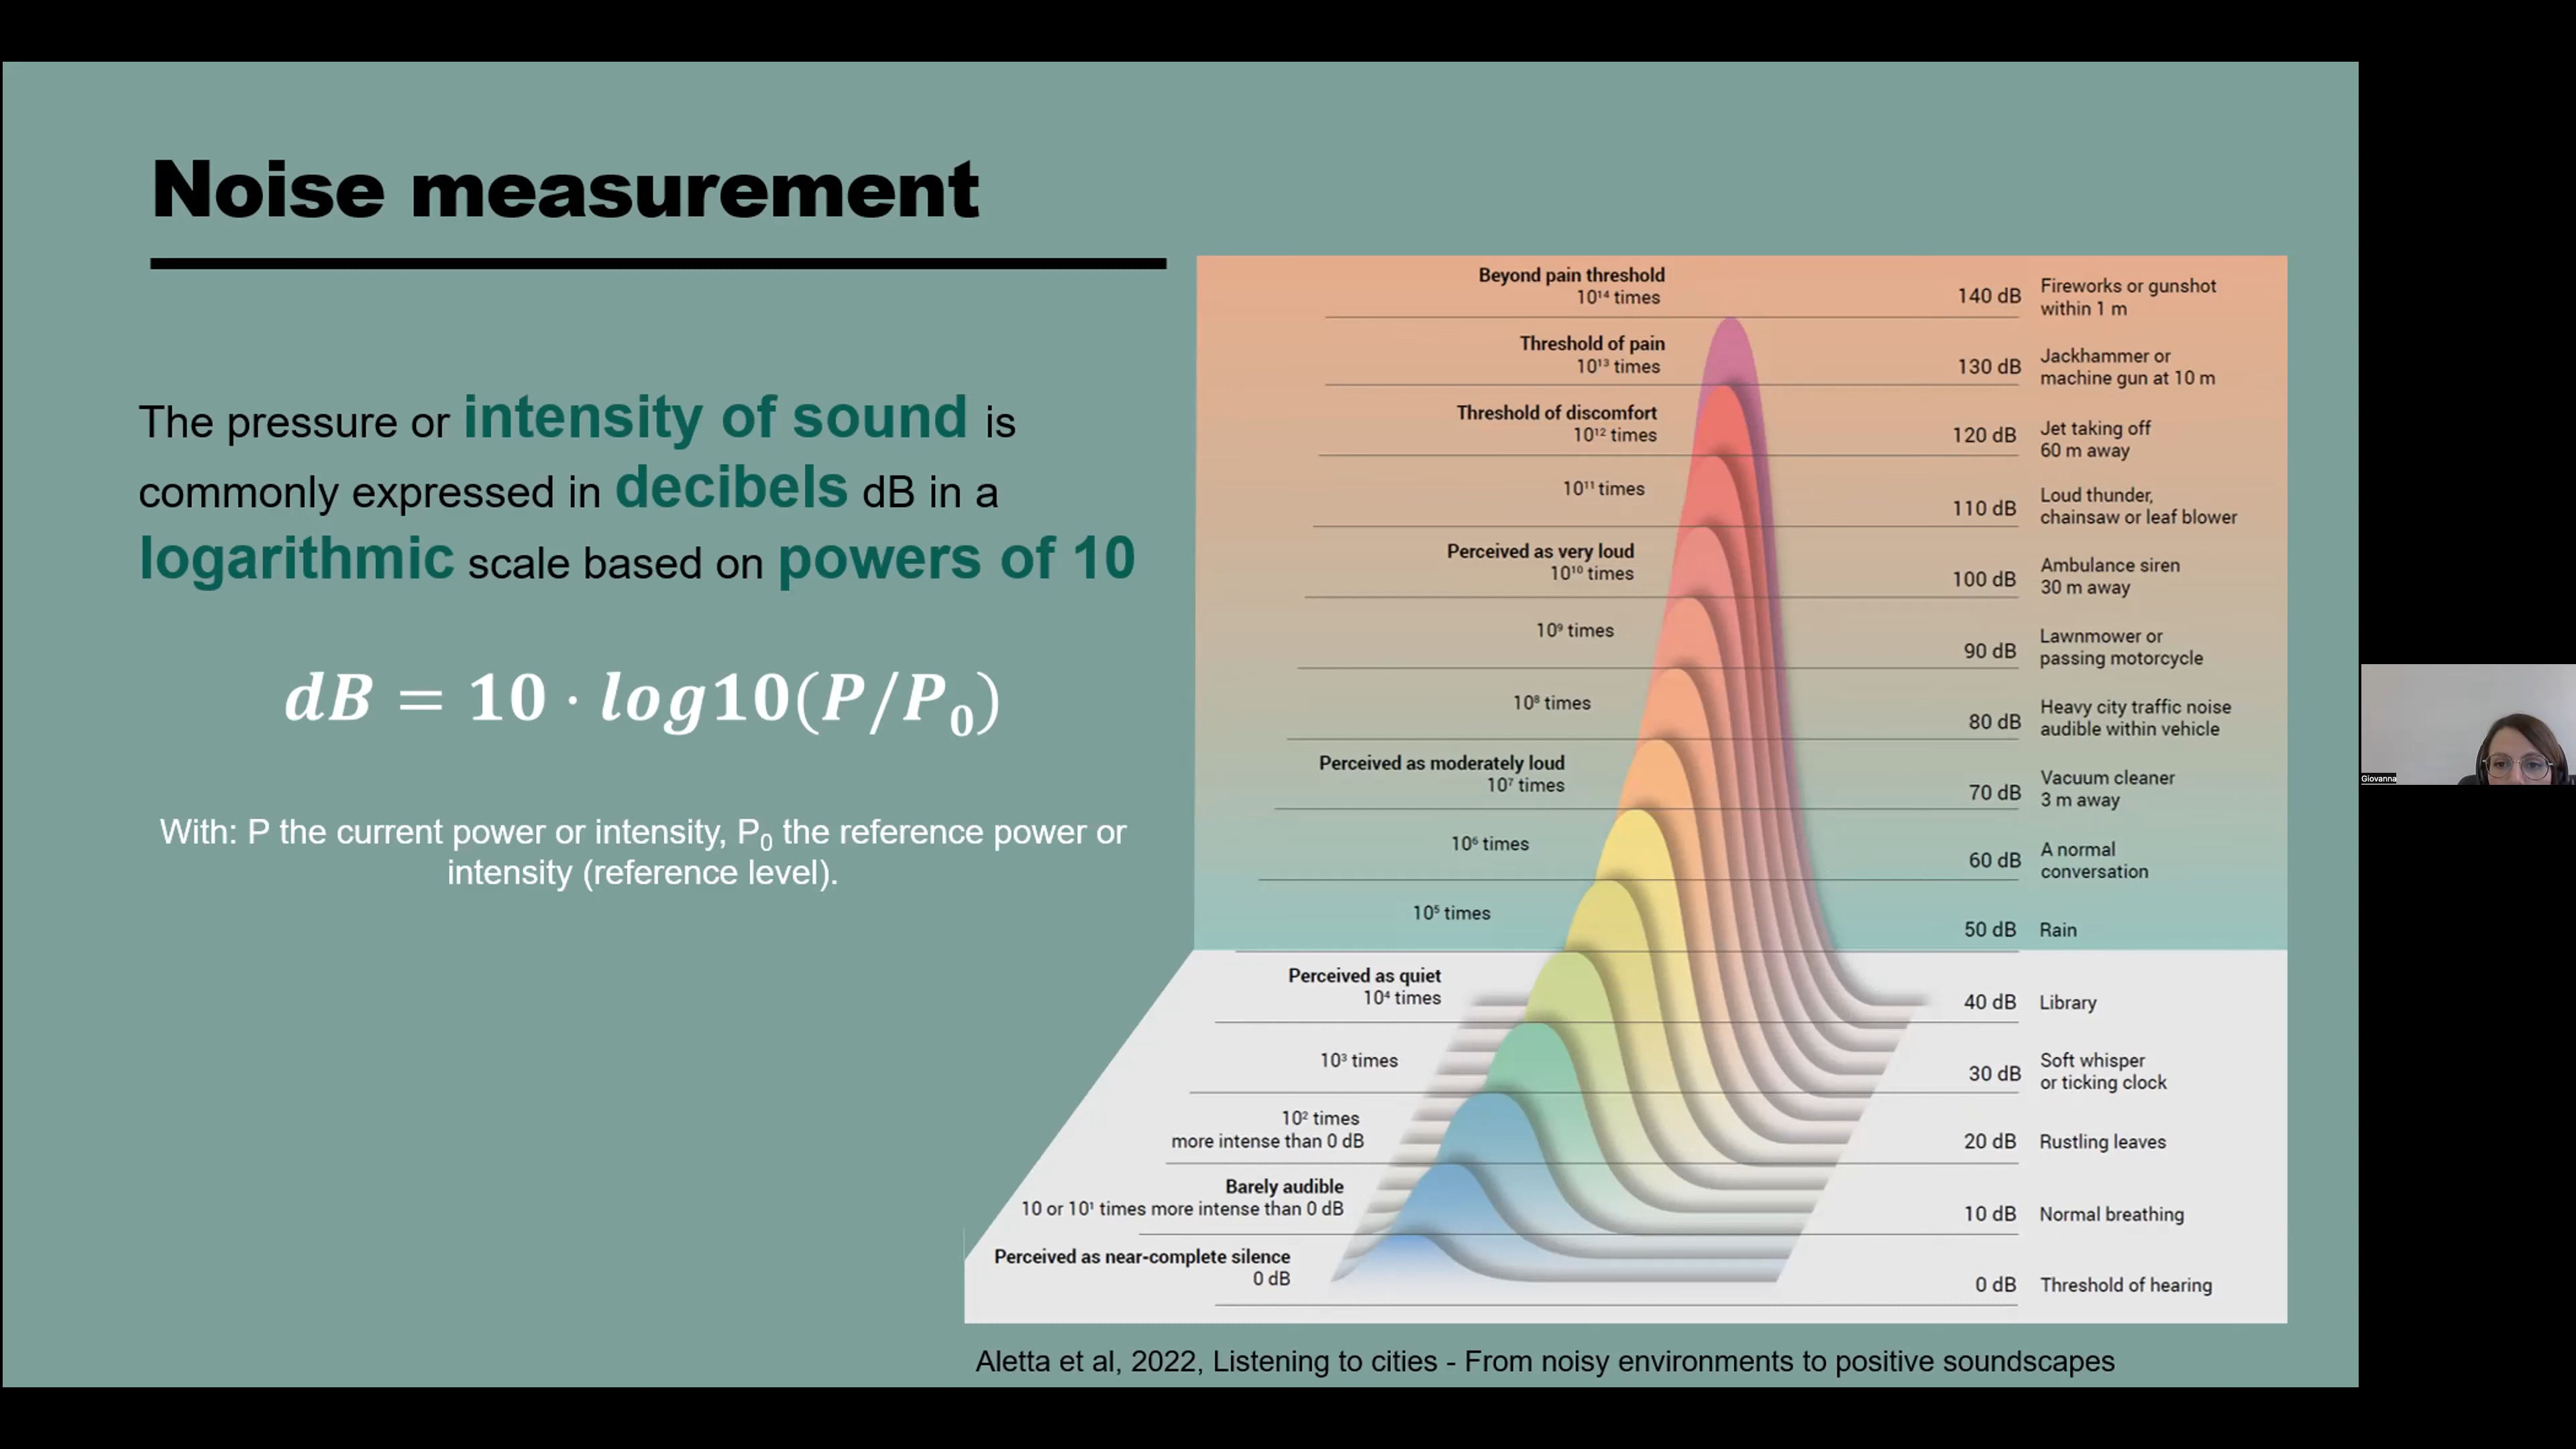 Noise measurement
The pressure or intensity of sound is
commonly expressed in decibels dB in a
logarithmic scale based on powers of 10
dB = 10 · log10(P/P₀)
With: P the current power or intensity, P₀ the reference power or
intensity (reference level).
Beyond pain threshold
10¹⁴ times
140 dB
Fireworks or gunshot
within 1 m
Threshold of pain
10¹³ times
130 dB
Jackhammer or
machine gun at 10 m
Threshold of discomfort
10¹² times
120 dB
Jet taking off
60 m away
10¹¹ times
110 dB
Loud thunder,
chainsaw or leaf blower
Perceived as very loud
10¹⁰ times
100 dB
Ambulance siren
30 m away
10⁹ times
90 dB
Lawnmower or
passing motorcycle
10⁸ times
80 dB
Heavy city traffic noise
audible within vehicle
Perceived as moderately loud
10⁷ times
70 dB
Vacuum cleaner
3 m away
10⁶ times
60 dB
A normal
conversation
10⁵ times
50 dB
Rain
Perceived as quiet
10⁴ times
40 dB
Library
10³ times
30 dB
Soft whisper
or ticking clock
10² times
more intense than 0 dB
20 dB
Rustling leaves
Barely audible
10 or 10¹ times more intense than 0 dB
10 dB
Normal breathing
Perceived as near-complete silence
0 dB
0 dB
Threshold of hearing
Aletta et al, 2022, Listening to cities - From noisy environments to positive soundscapes
Giovanna